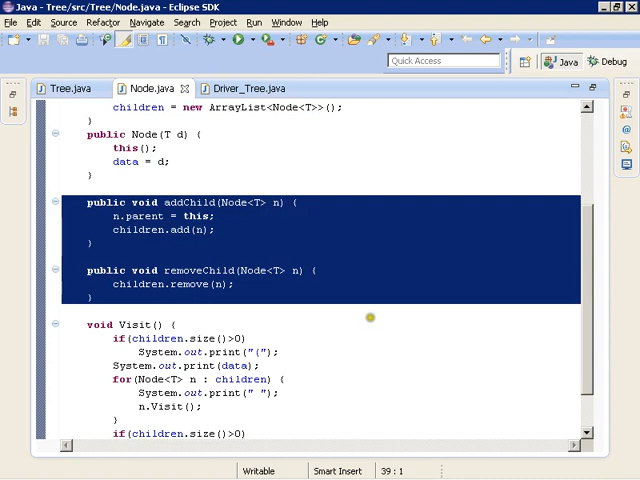 Java - Tree/src/Tree/Node.java - Eclipse SDK
File Edit Source Refactor Navigate Search Project Run Window Help
Quick Access
Java
Debug
Tree.java
Node.java
Driver_Tree.java
children = new ArrayList<Node<T>>();
}
public Node(T d) {
this();
data = d;
}
public void addChild(Node<T> n) {
n.parent = this;
children.add(n);
}
public void removeChild(Node<T> n) {
children.remove(n);
}
void Visit() {
if(children.size()>0)
System.out.print("(");
System.out.print(data);
for(Node<T> n : children) {
System.out.print(" ");
n.Visit();
}
if(children.size()>0)
Writable
Smart Insert
39 : 1